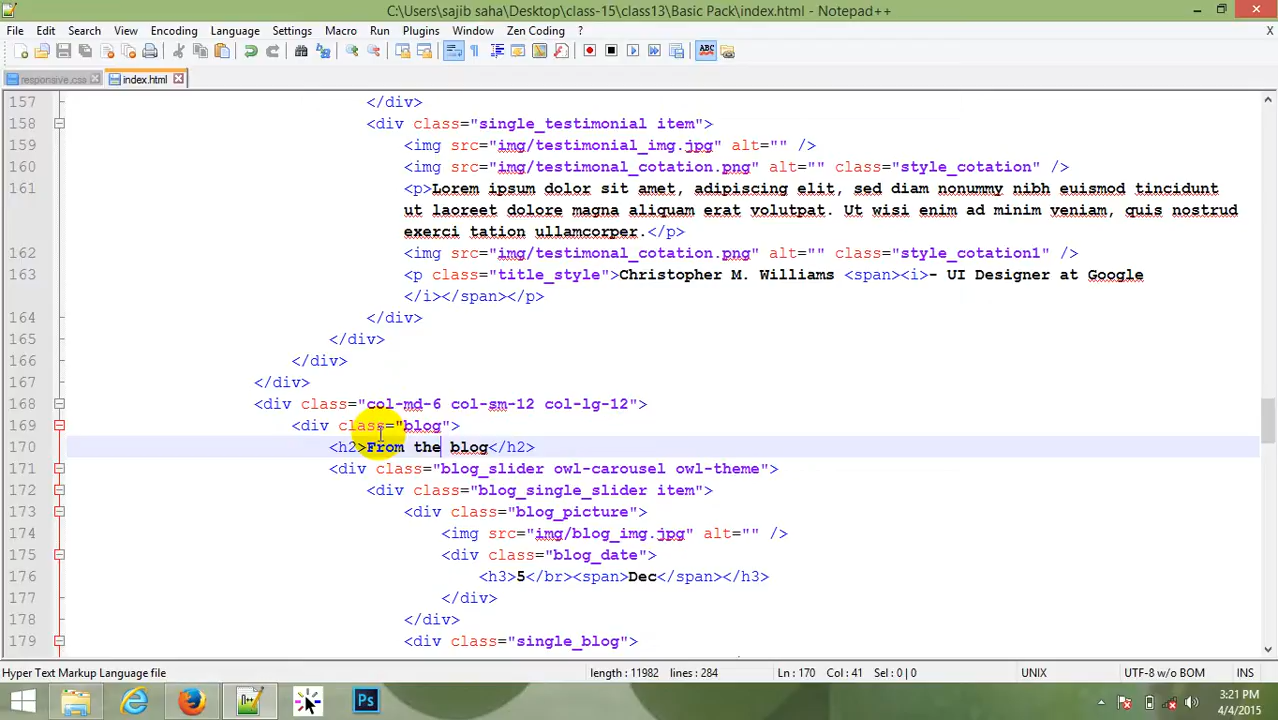 C:\Users\sajib saha\Desktop\class-15\class13\Basic Pack\index.html - Notepad++
File Edit Search View Encoding Language Settings Macro Run Plugins Window Zen Coding ? X
responsive.css index.html
157 </div>
158 <div class="single_testimonial item">
159 <img src="img/testimonial_img.jpg" alt="" />
160 <img src="img/testimonal_cotation.png" alt="" class="style_cotation" />
161 <p>Lorem ipsum dolor sit amet, adipiscing elit, sed diam nonummy nibh euismod tincidunt
ut laoreet dolore magna aliquam erat volutpat. Ut wisi enim ad minim veniam, quis nostrud
exerci tation ullamcorper.</p>
162 <img src="img/testimonal_cotation.png" alt="" class="style_cotation1" />
163 <p class="title_style">Christopher M. Williams <span><i>- UI Designer at Google
</i></span></p>
164 </div>
165 </div>
166 </div>
167 </div>
168 <div class="col-md-6 col-sm-12 col-lg-12">
169 <div class="blog">
170 <h2>From the blog</h2>
171 <div class="blog_slider owl-carousel owl-theme">
172 <div class="blog_single_slider item">
173 <div class="blog_picture">
174 <img src="img/blog_img.jpg" alt="" />
175 <div class="blog_date">
176 <h3>5</br><span>Dec</span></h3>
177 </div>
178 </div>
179 <div class="single_blog">
Hyper Text Markup Language file length : 11982 lines : 284 Ln : 170 Col : 41 Sel : 0 | 0 UNIX UTF-8 w/o BOM INS
Ps
3:21 PM
4/4/2015